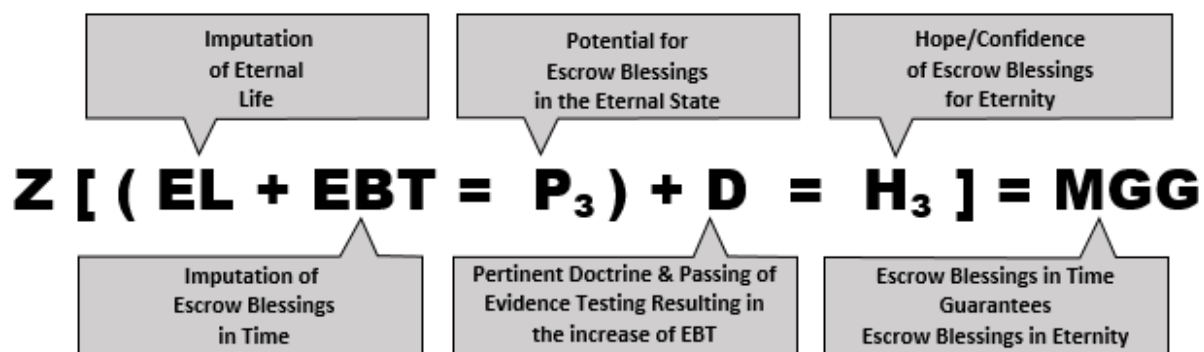 Imputation
of Eternal
Life
Potential for
Escrow Blessings
in the Eternal State
Hope/Confidence
of Escrow Blessings
for Eternity
Z [ ( EL + EBT = P₃ ) + D = H₃ ] = MGG
Imputation of
Escrow Blessings
in Time
Pertinent Doctrine & Passing of
Evidence Testing Resulting in
the increase of EBT
Escrow Blessings in Time
Guarantees
Escrow Blessings in Eternity